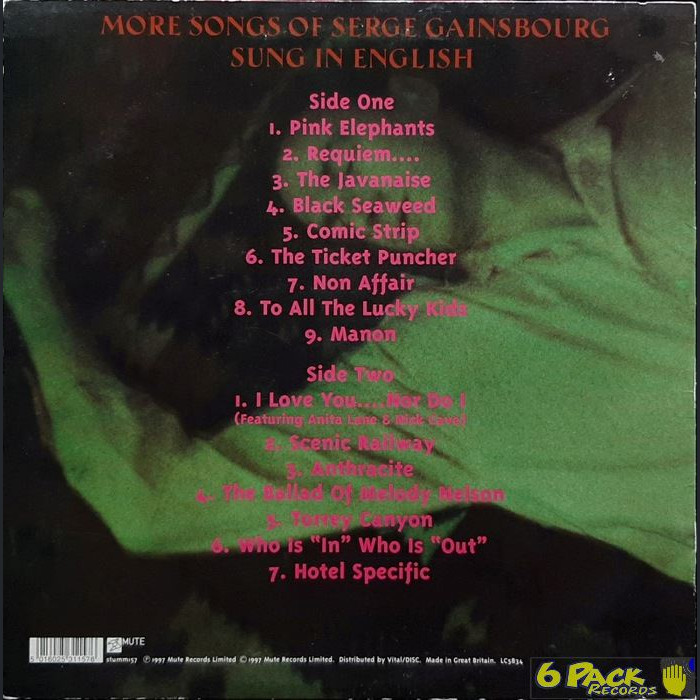 MORE SONGS OF SERGE GAINSBOURG
SUNG IN ENGLISH
Side One
1. Pink Elephants
2. Requiem....
3. The Javanaise
4. Black Seaweed
5. Comic Strip
6. The Ticket Puncher
7. Non Affair
8. To All The Lucky Kids
9. Manon
Side Two
1. I Love You....Nor Do I
(Featuring Anita Lane & Nick Cave)
2. Scenic Railway
3. Anthracite
4. The Ballad Of Melody Nelson
5. Torrey Canyon
6. Who Is "In" Who Is "Out"
7. Hotel Specific
5 016025 311576
MUTE
stumm157 ℗ 1997 Mute Records Limited © 1997 Mute Records Limited. Distributed by Vital/DISC. Made in Great Britain. LC5834
6 PACK
RECORDS